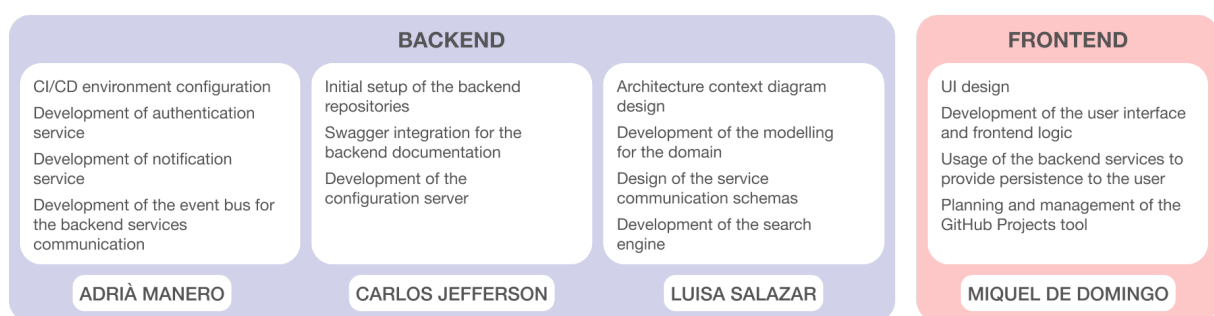 BACKEND
CI/CD environment configuration
Development of authentication
service
Development of notification
service
Development of the event bus for
the backend services
communication
ADRIÀ MANERO
Initial setup of the backend
repositories
Swagger integration for the
backend documentation
Development of the
configuration server
CARLOS JEFFERSON
Architecture context diagram
design
Development of the modelling
for the domain
Design of the service
communication schemas
Development of the search
engine
LUISA SALAZAR
FRONTEND
UI design
Development of the user interface
and frontend logic
Usage of the backend services to
provide persistence to the user
Planning and management of the
GitHub Projects tool
MIQUEL DE DOMINGO